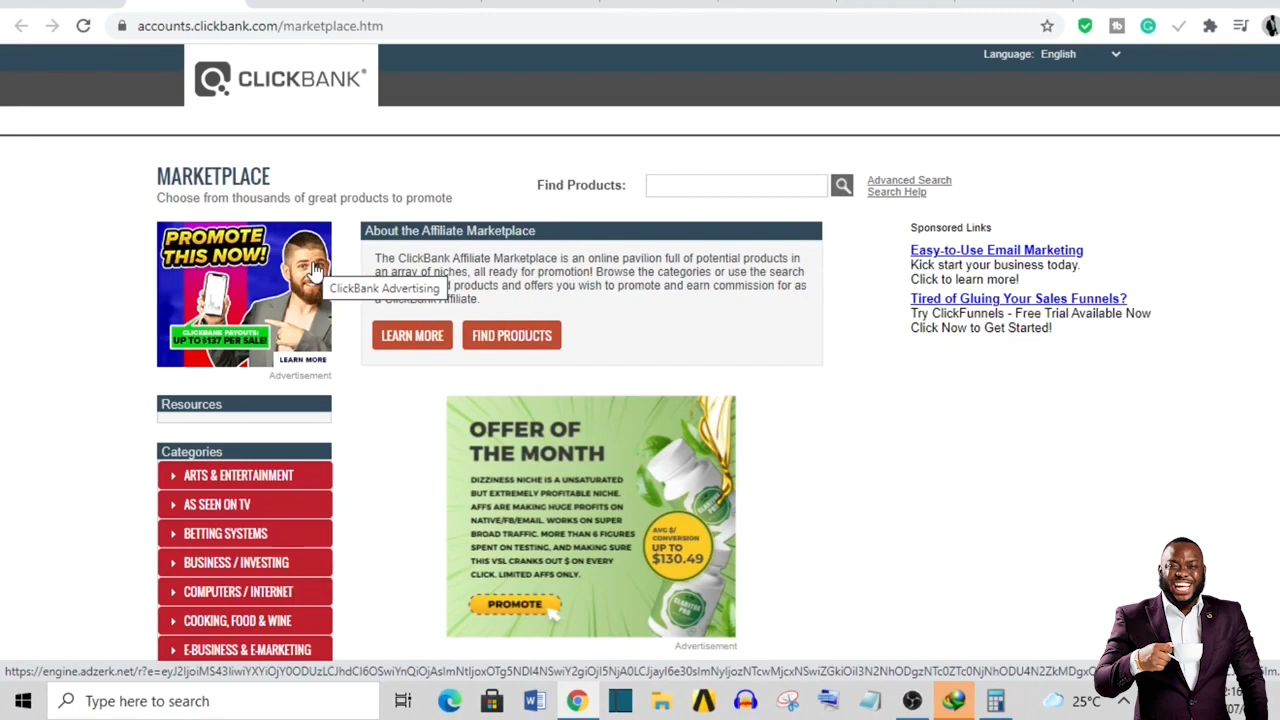 accounts.clickbank.com/marketplace.htm
Language: English
CLICKBANK®
MARKETPLACE
Choose from thousands of great products to promote
Find Products:
Advanced Search
Search Help
PROMOTE
THIS NOW!
CLICKBANK PAYOUTS:
UP TO $137 PER SALE!
LEARN MORE
Advertisement
About the Affiliate Marketplace
The ClickBank Affiliate Marketplace is an online pavilion full of potential products in
an array of niches, all ready for promotion! Browse the categories or use the search
d products and offers you wish to promote and earn commission for as
a ClickBank Affiliate.
ClickBank Advertising
LEARN MORE
FIND PRODUCTS
Sponsored Links
Easy-to-Use Email Marketing
Kick start your business today.
Click to learn more!
Tired of Gluing Your Sales Funnels?
Try ClickFunnels - Free Trial Available Now
Click Now to Get Started!
Resources
Categories
ARTS & ENTERTAINMENT
AS SEEN ON TV
BETTING SYSTEMS
BUSINESS / INVESTING
COMPUTERS / INTERNET
COOKING, FOOD & WINE
E-BUSINESS & E-MARKETING
OFFER OF
THE MONTH
DIZZINESS NICHE IS A UNSATURATED
BUT EXTREMELY PROFITABLE NICHE.
AFFS ARE MAKING HUGE PROFITS ON
NATIVE/FB/EMAIL. WORKS ON SUPER
BROAD TRAFFIC. MORE THAN 6 FIGURES
SPENT ON TESTING, AND MAKING SURE
THIS VSL CRANKS OUT $ ON EVERY
CLICK. LIMITED AFFS ONLY.
PROMOTE
AVG $/
CONVERSION
UP TO
$130.49
Advertisement
Type here to search
25°C